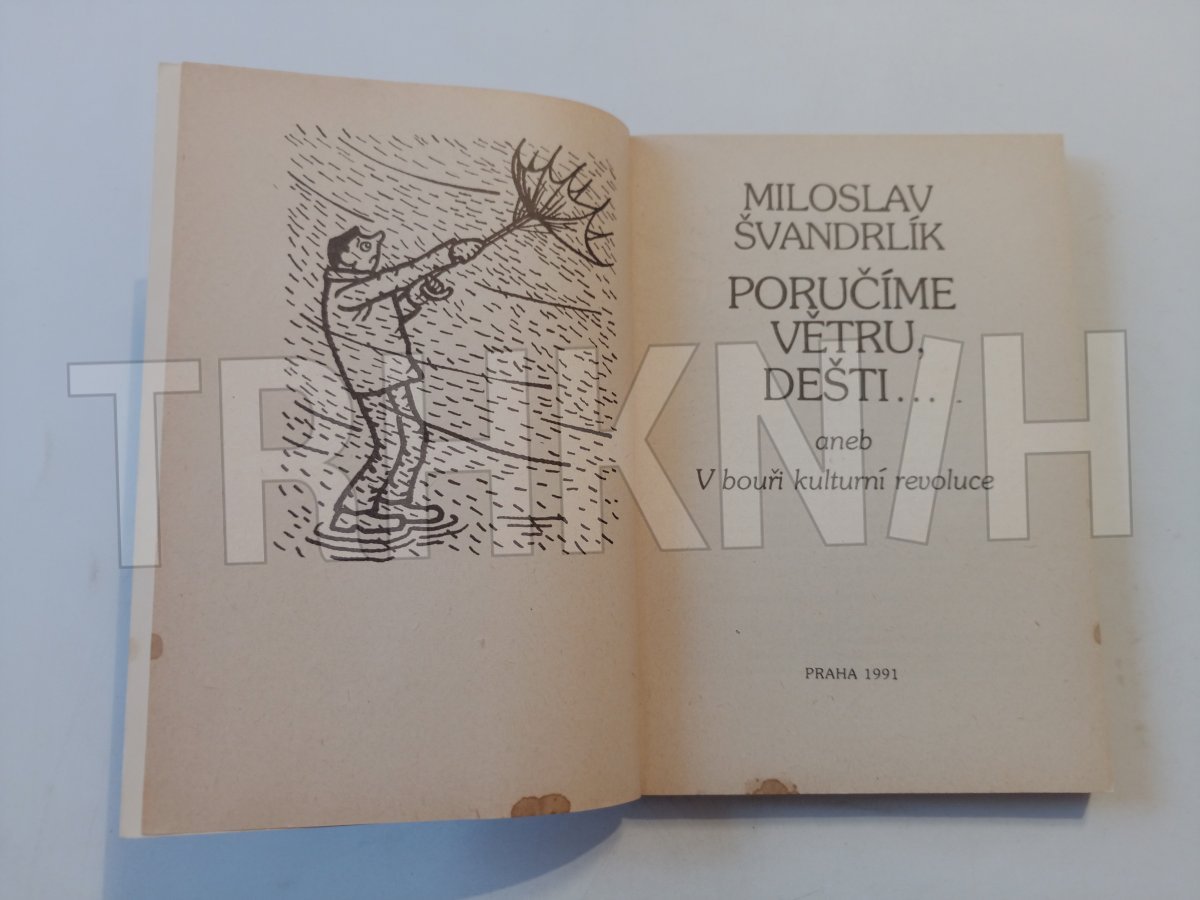 MILOSLAV
ŠVANDRLÍK
PORUČÍME
VĚTRU,
DEŠTI...
aneb
V bouři kulturní revoluce
TRHKNIH
PRAHA 1991